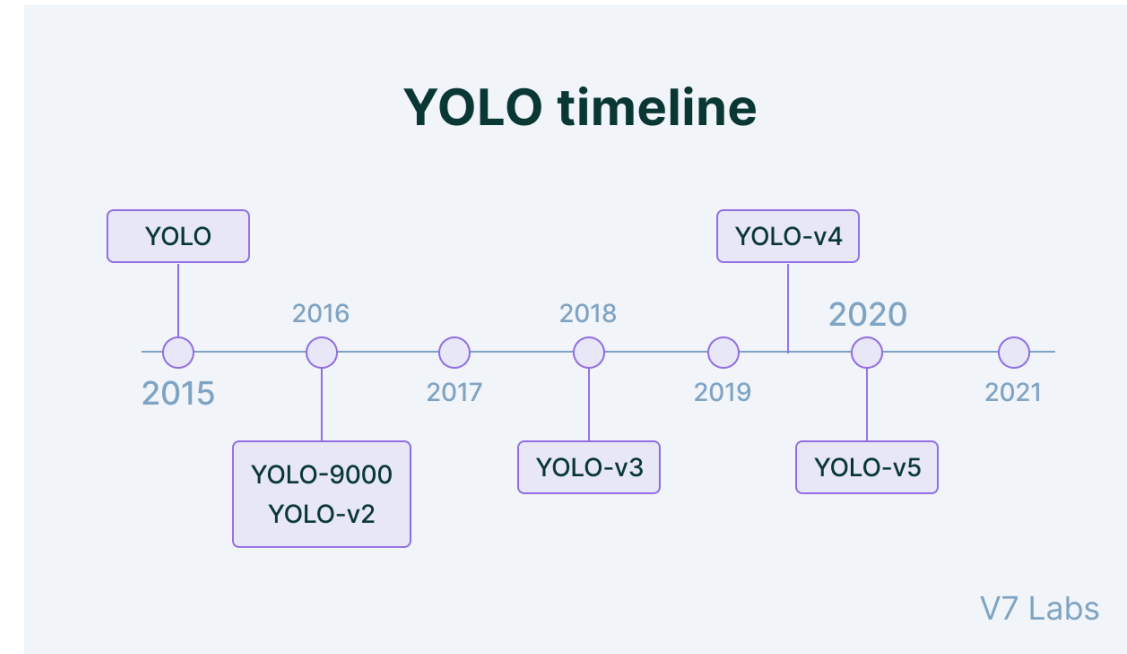 YOLO timeline
YOLO
YOLO-v4
2016
2018
2020
2015
2017
2019
2021
YOLO-9000
YOLO-v2
YOLO-v3
YOLO-v5
V7 Labs